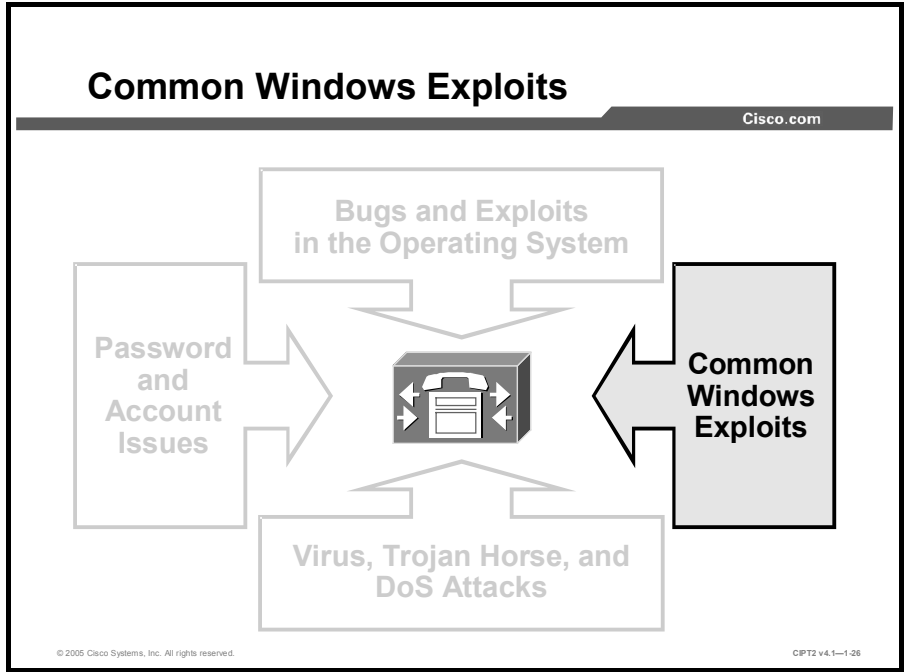 Common Windows Exploits
Cisco.com
Bugs and Exploits
in the Operating System
Password
and
Account
Issues
Common
Windows
Exploits
Virus, Trojan Horse, and
DoS Attacks
© 2005 Cisco Systems, Inc. All rights reserved.
CIPT2 v4.1—1-26